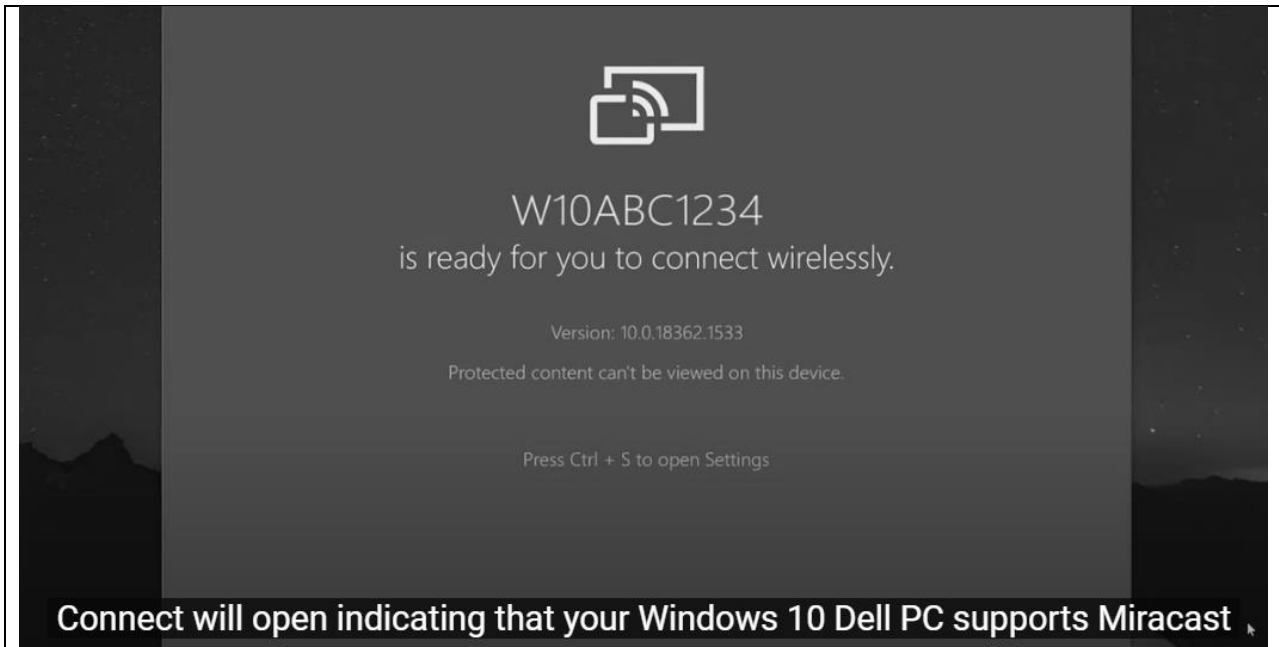 W10ABC1234
is ready for you to connect wirelessly.
Version: 10.0.18362.1533
Protected content can't be viewed on this device.
Press Ctrl + S to open Settings
Connect will open indicating that your Windows 10 Dell PC supports Miracast